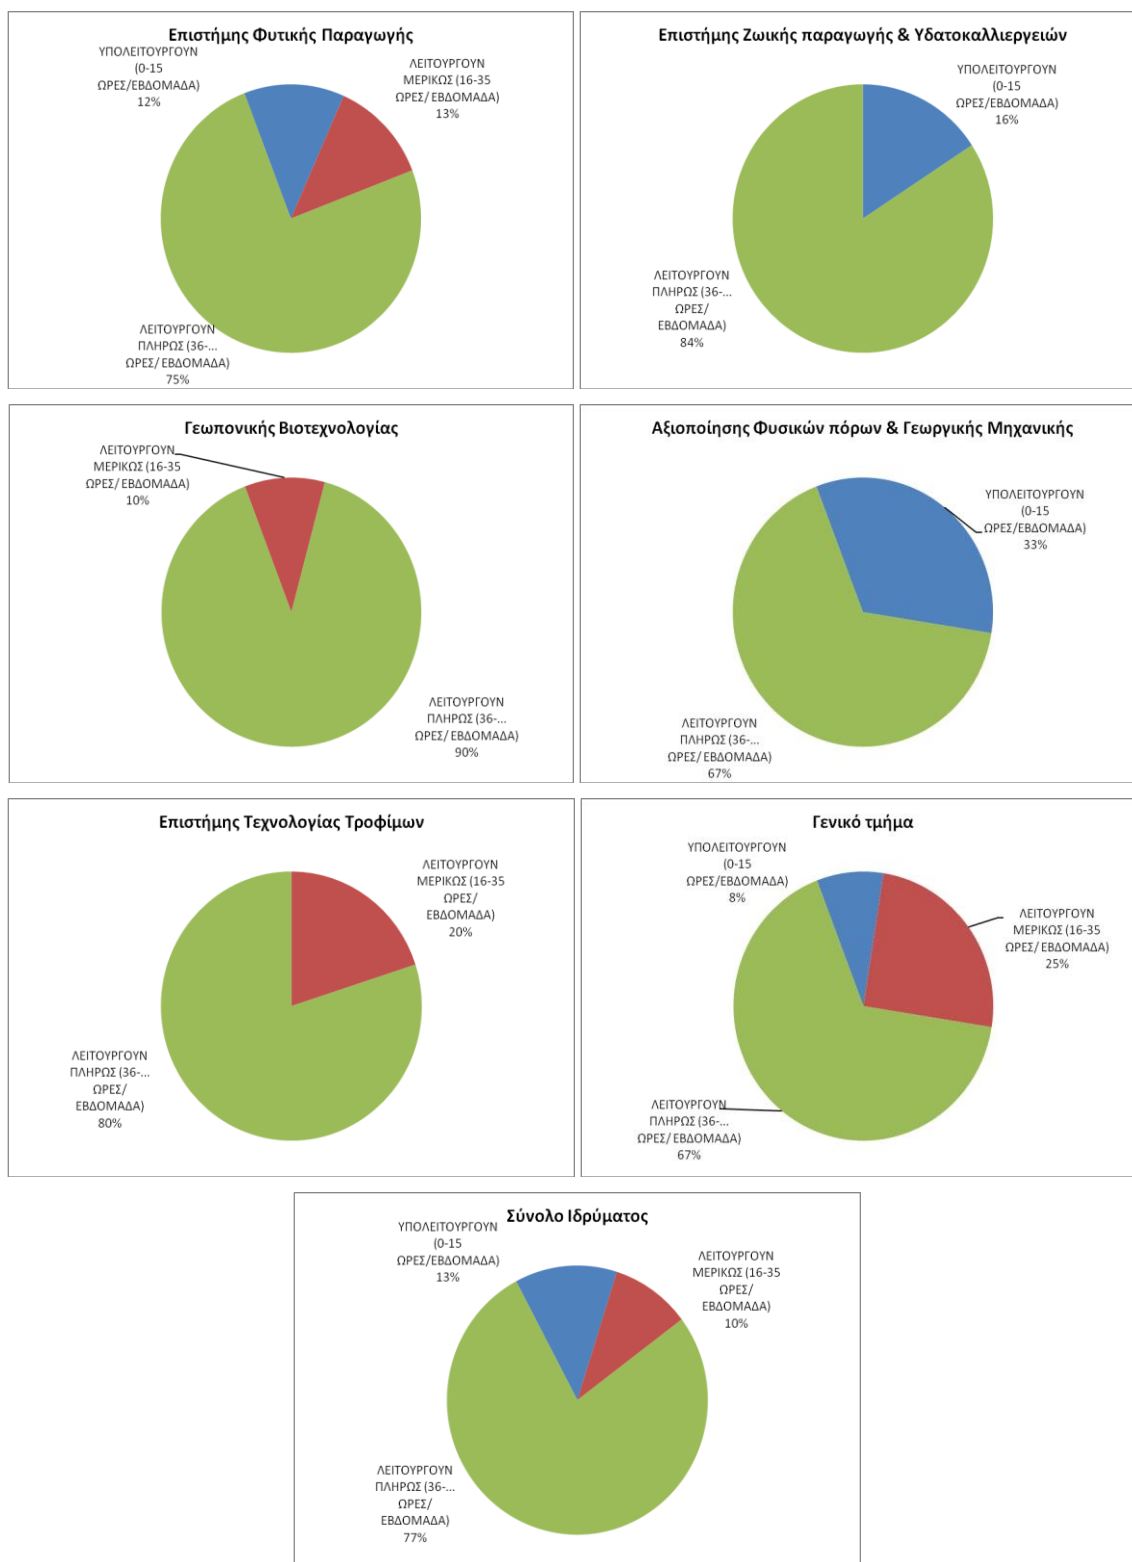 Επιστήμης Φυτικής Παραγωγής
ΥΠΟΛΕΙΤΟΥΡΓΟΥΝ
(0-15
ΩΡΕΣ/ΕΒΔΟΜΑΔΑ)
12%
ΛΕΙΤΟΥΡΓΟΥΝ
ΜΕΡΙΚΩΣ (16-35
ΩΡΕΣ/ ΕΒΔΟΜΑΔΑ)
13%
ΛΕΙΤΟΥΡΓΟΥΝ
ΠΛΗΡΩΣ (36-...
ΩΡΕΣ/ ΕΒΔΟΜΑΔΑ)
75%
Επιστήμης Ζωικής παραγωγής & Υδατοκαλλιεργειών
ΥΠΟΛΕΙΤΟΥΡΓΟΥΝ
(0-15
ΩΡΕΣ/ΕΒΔΟΜΑΔΑ)
16%
ΛΕΙΤΟΥΡΓΟΥΝ
ΠΛΗΡΩΣ (36-...
ΩΡΕΣ/
ΕΒΔΟΜΑΔΑ)
84%
Γεωπονικής Βιοτεχνολογίας
ΛΕΙΤΟΥΡΓΟΥΝ
ΜΕΡΙΚΩΣ (16-35
ΩΡΕΣ/ ΕΒΔΟΜΑΔΑ)
10%
ΛΕΙΤΟΥΡΓΟΥΝ
ΠΛΗΡΩΣ (36-...
ΩΡΕΣ/ ΕΒΔΟΜΑΔΑ)
90%
Αξιοποίησης Φυσικών πόρων & Γεωργικής Μηχανικής
ΥΠΟΛΕΙΤΟΥΡΓΟΥΝ
(0-15
ΩΡΕΣ/ΕΒΔΟΜΑΔΑ)
33%
ΛΕΙΤΟΥΡΓΟΥΝ
ΠΛΗΡΩΣ (36-...
ΩΡΕΣ/ ΕΒΔΟΜΑΔΑ)
67%
Επιστήμης Τεχνολογίας Τροφίμων
ΛΕΙΤΟΥΡΓΟΥΝ
ΜΕΡΙΚΩΣ (16-35
ΩΡΕΣ/
ΕΒΔΟΜΑΔΑ)
20%
ΛΕΙΤΟΥΡΓΟΥΝ
ΠΛΗΡΩΣ (36-...
ΩΡΕΣ/
ΕΒΔΟΜΑΔΑ)
80%
Γενικό τμήμα
ΥΠΟΛΕΙΤΟΥΡΓΟΥΝ
(0-15
ΩΡΕΣ/ΕΒΔΟΜΑΔΑ)
8%
ΛΕΙΤΟΥΡΓΟΥΝ
ΜΕΡΙΚΩΣ (16-35
ΩΡΕΣ/ ΕΒΔΟΜΑΔΑ)
25%
ΛΕΙΤΟΥΡΓΟΥΝ
ΠΛΗΡΩΣ (36-...
ΩΡΕΣ/ ΕΒΔΟΜΑΔΑ)
67%
Σύνολο Ιδρύματος
ΥΠΟΛΕΙΤΟΥΡΓΟΥΝ
(0-15
ΩΡΕΣ/ΕΒΔΟΜΑΔΑ)
13%
ΛΕΙΤΟΥΡΓΟΥΝ
ΜΕΡΙΚΩΣ (16-35
ΩΡΕΣ/
ΕΒΔΟΜΑΔΑ)
10%
ΛΕΙΤΟΥΡΓΟΥΝ
ΠΛΗΡΩΣ (36-...
ΩΡΕΣ/
ΕΒΔΟΜΑΔΑ)
77%